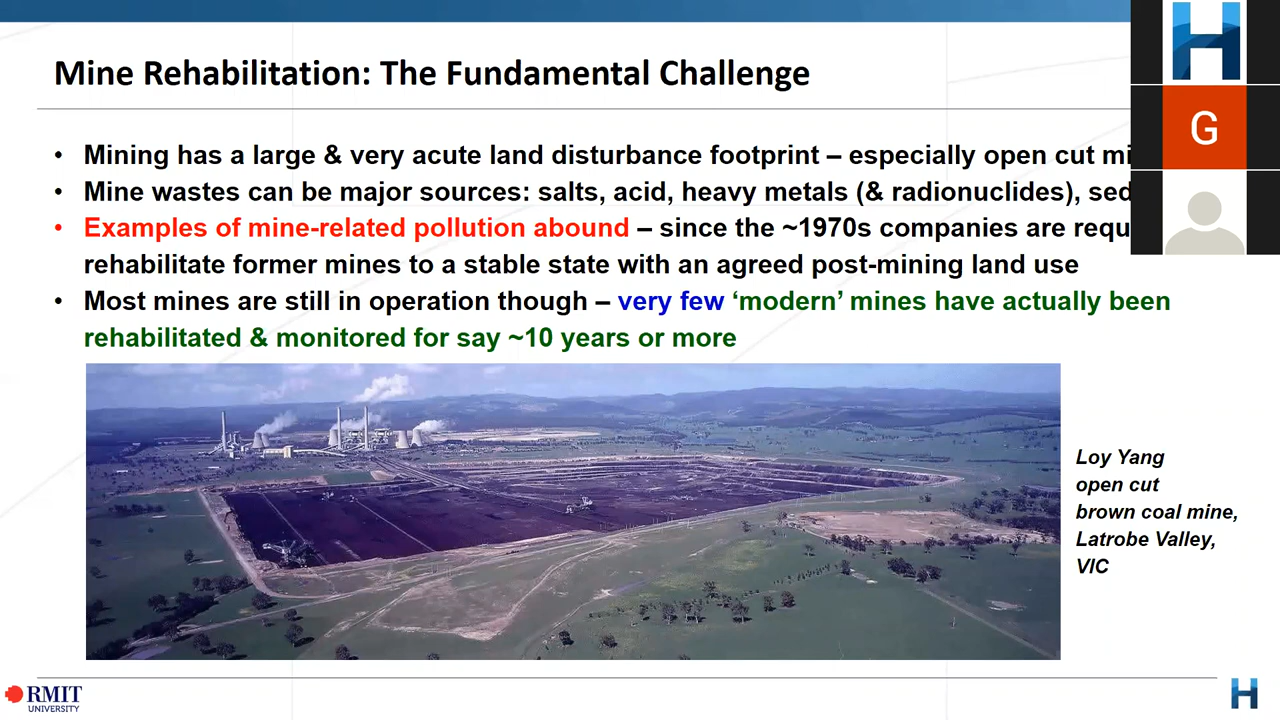 Mine Rehabilitation: The Fundamental Challenge
• Mining has a large & very acute land disturbance footprint – especially open cut
• Mine wastes can be major sources: salts, acid, heavy metals (& radionuclides),
• Examples of mine-related pollution abound – since the ~1970s companies are
rehabilitate former mines to a stable state with an agreed post-mining land use
• Most mines are still in operation though – very few ‘modern’ mines have actually been
rehabilitated & monitored for say ~10 years or more
Loy Yang
open cut
brown coal mine,
Latrobe Valley,
VIC
G
RMIT
UNIVERSITY